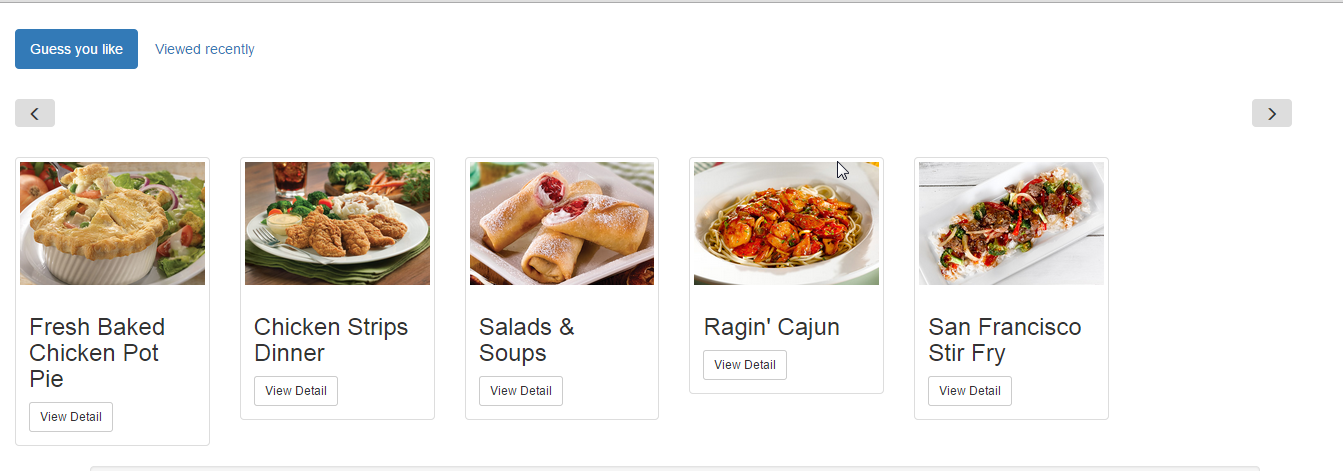 Guess you like
Viewed recently
Fresh Baked
Chicken Pot
Pie
View Detail
Chicken Strips
Dinner
View Detail
Salads &
Soups
View Detail
Ragin' Cajun
View Detail
San Francisco
Stir Fry
View Detail